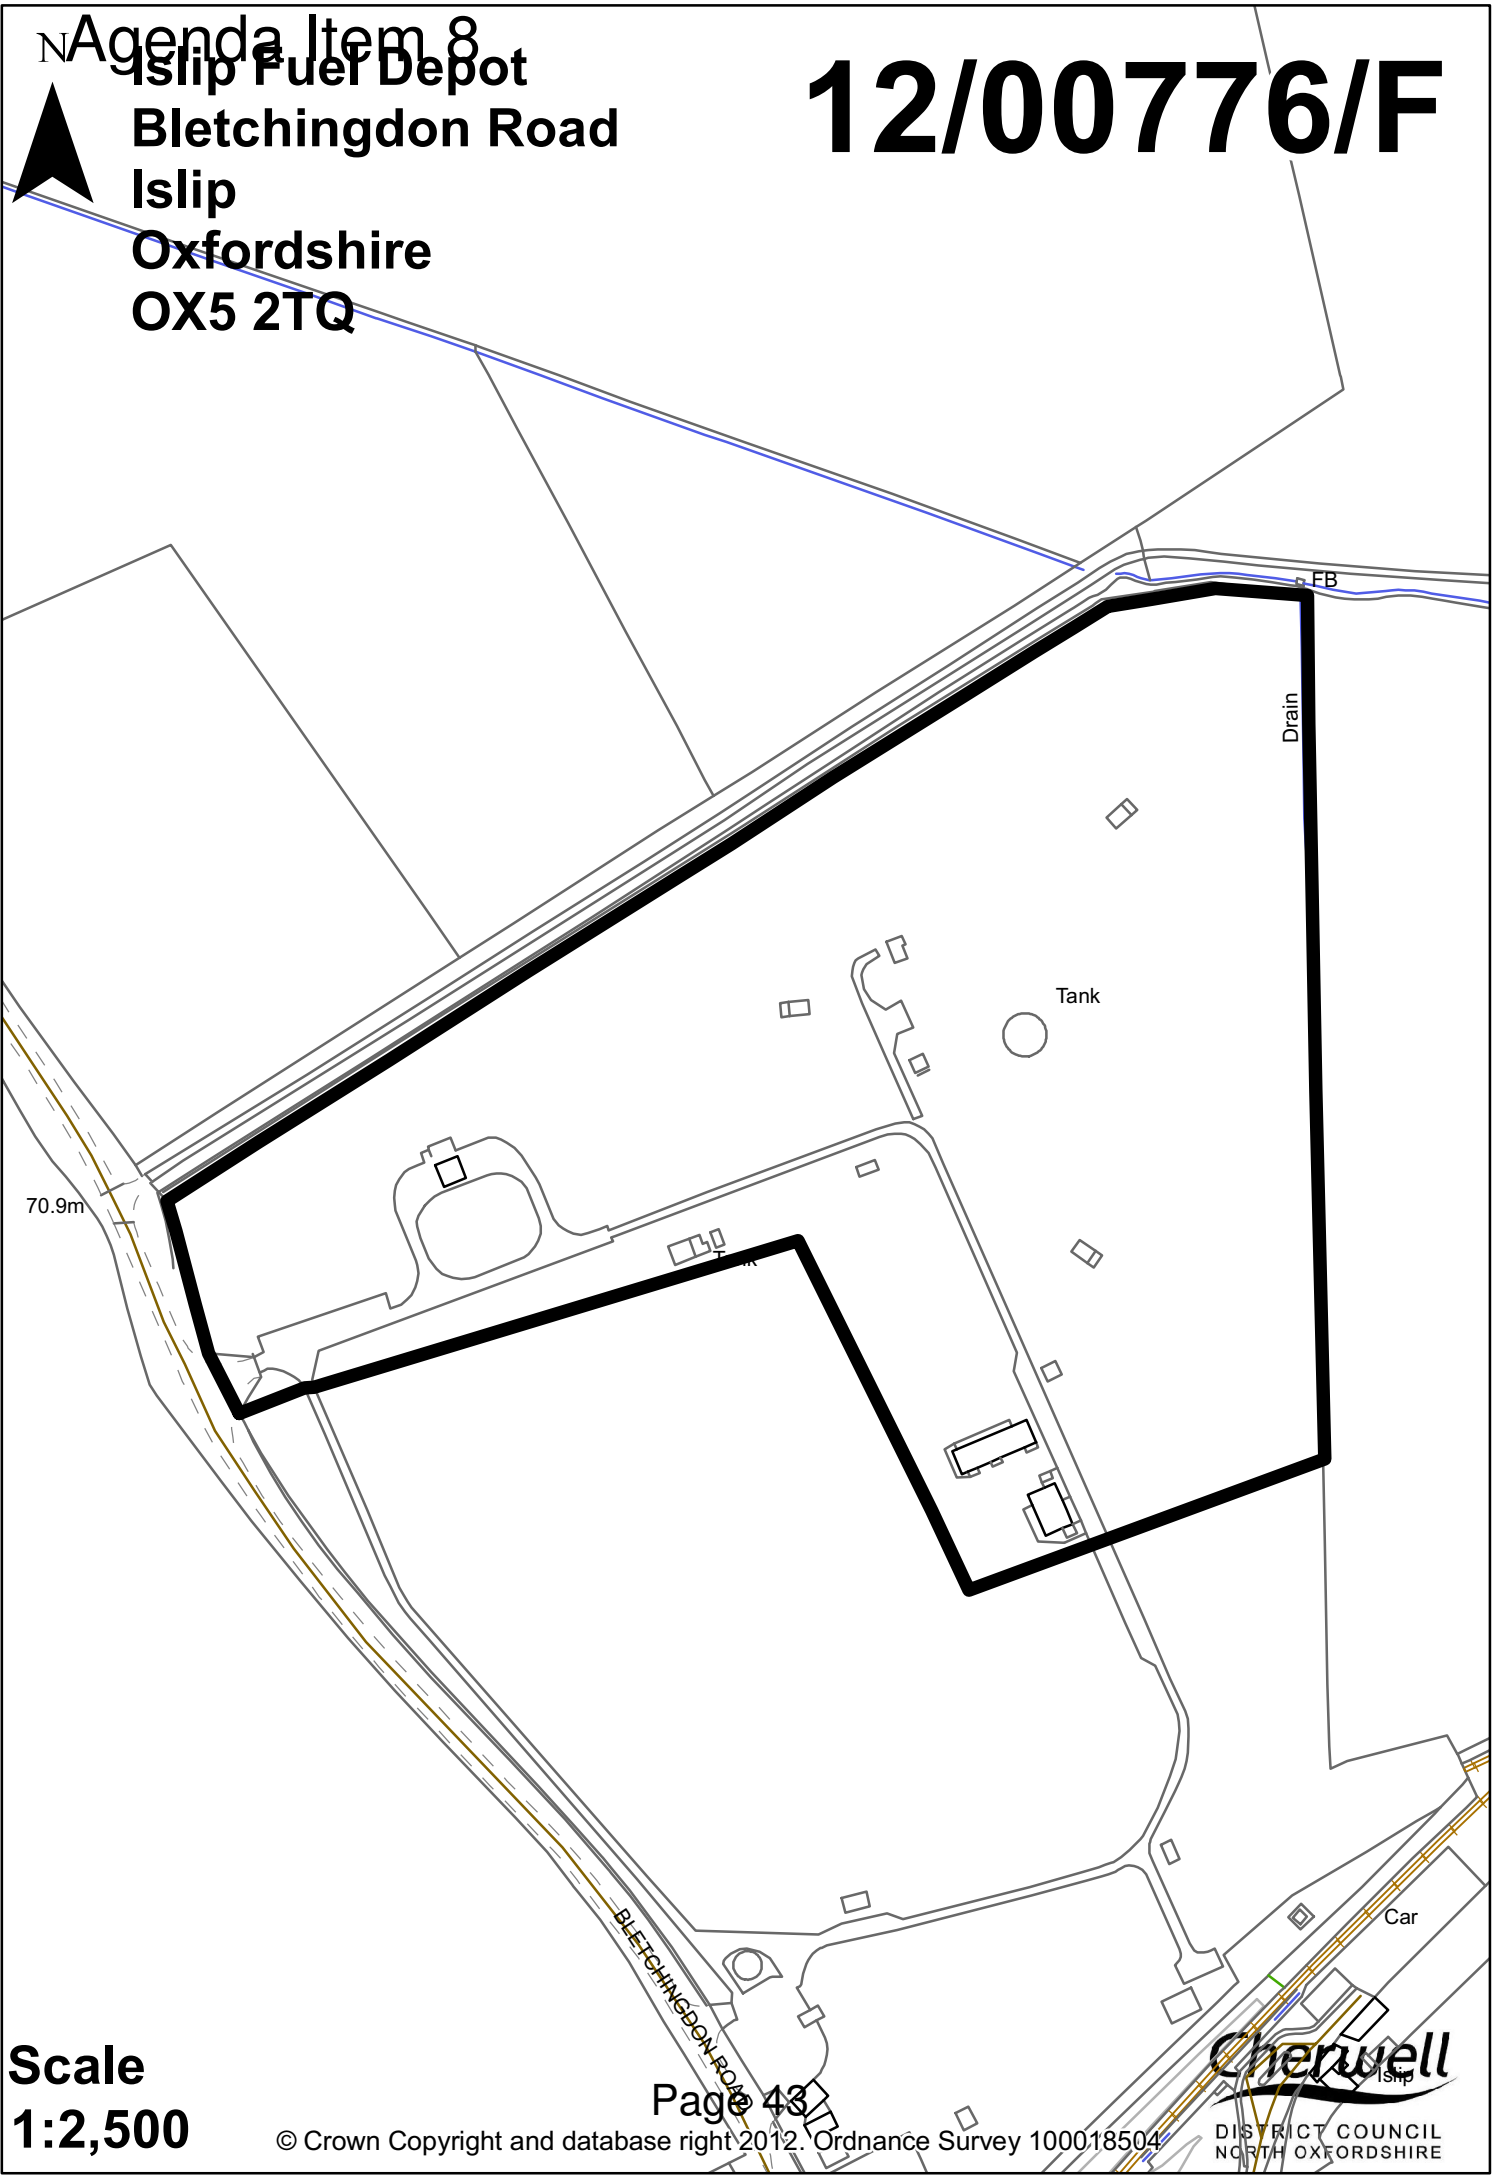 N
Agenda Item 8
Islip Fuel Depot
Bletchingdon Road
Islip
Oxfordshire
OX5 2TQ
12/00776/F
FB
Drain
Tank
70.9m
Tank
BLETCHINGDON ROAD
Car
Islip
Scale
1:2,500
Page 43
© Crown Copyright and database right 2012. Ordnance Survey 100018504
Cherwell
DISTRICT COUNCIL
NORTH OXFORDSHIRE